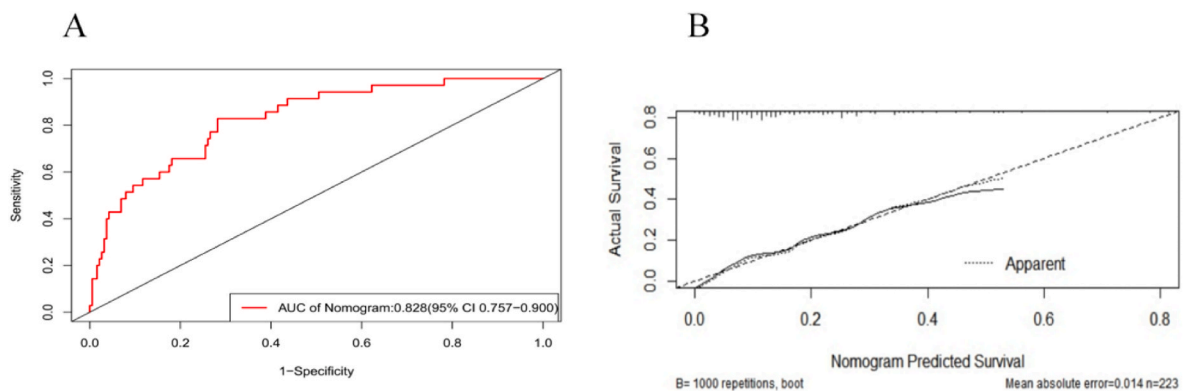 A
B
1.0
0.8
0.6
0.4
0.2
0.0
Sensitivity
0.0 0.2 0.4 0.6 0.8 1.0
1−Specificity
AUC of Nomogram:0.828(95% CI 0.757−0.900)
0.8
0.6
0.4
0.2
0.0
Actual Survival
Apparent
0.0 0.2 0.4 0.6 0.8
Nomogram Predicted Survival
B= 1000 repetitions, boot
Mean absolute error=0.014 n=223